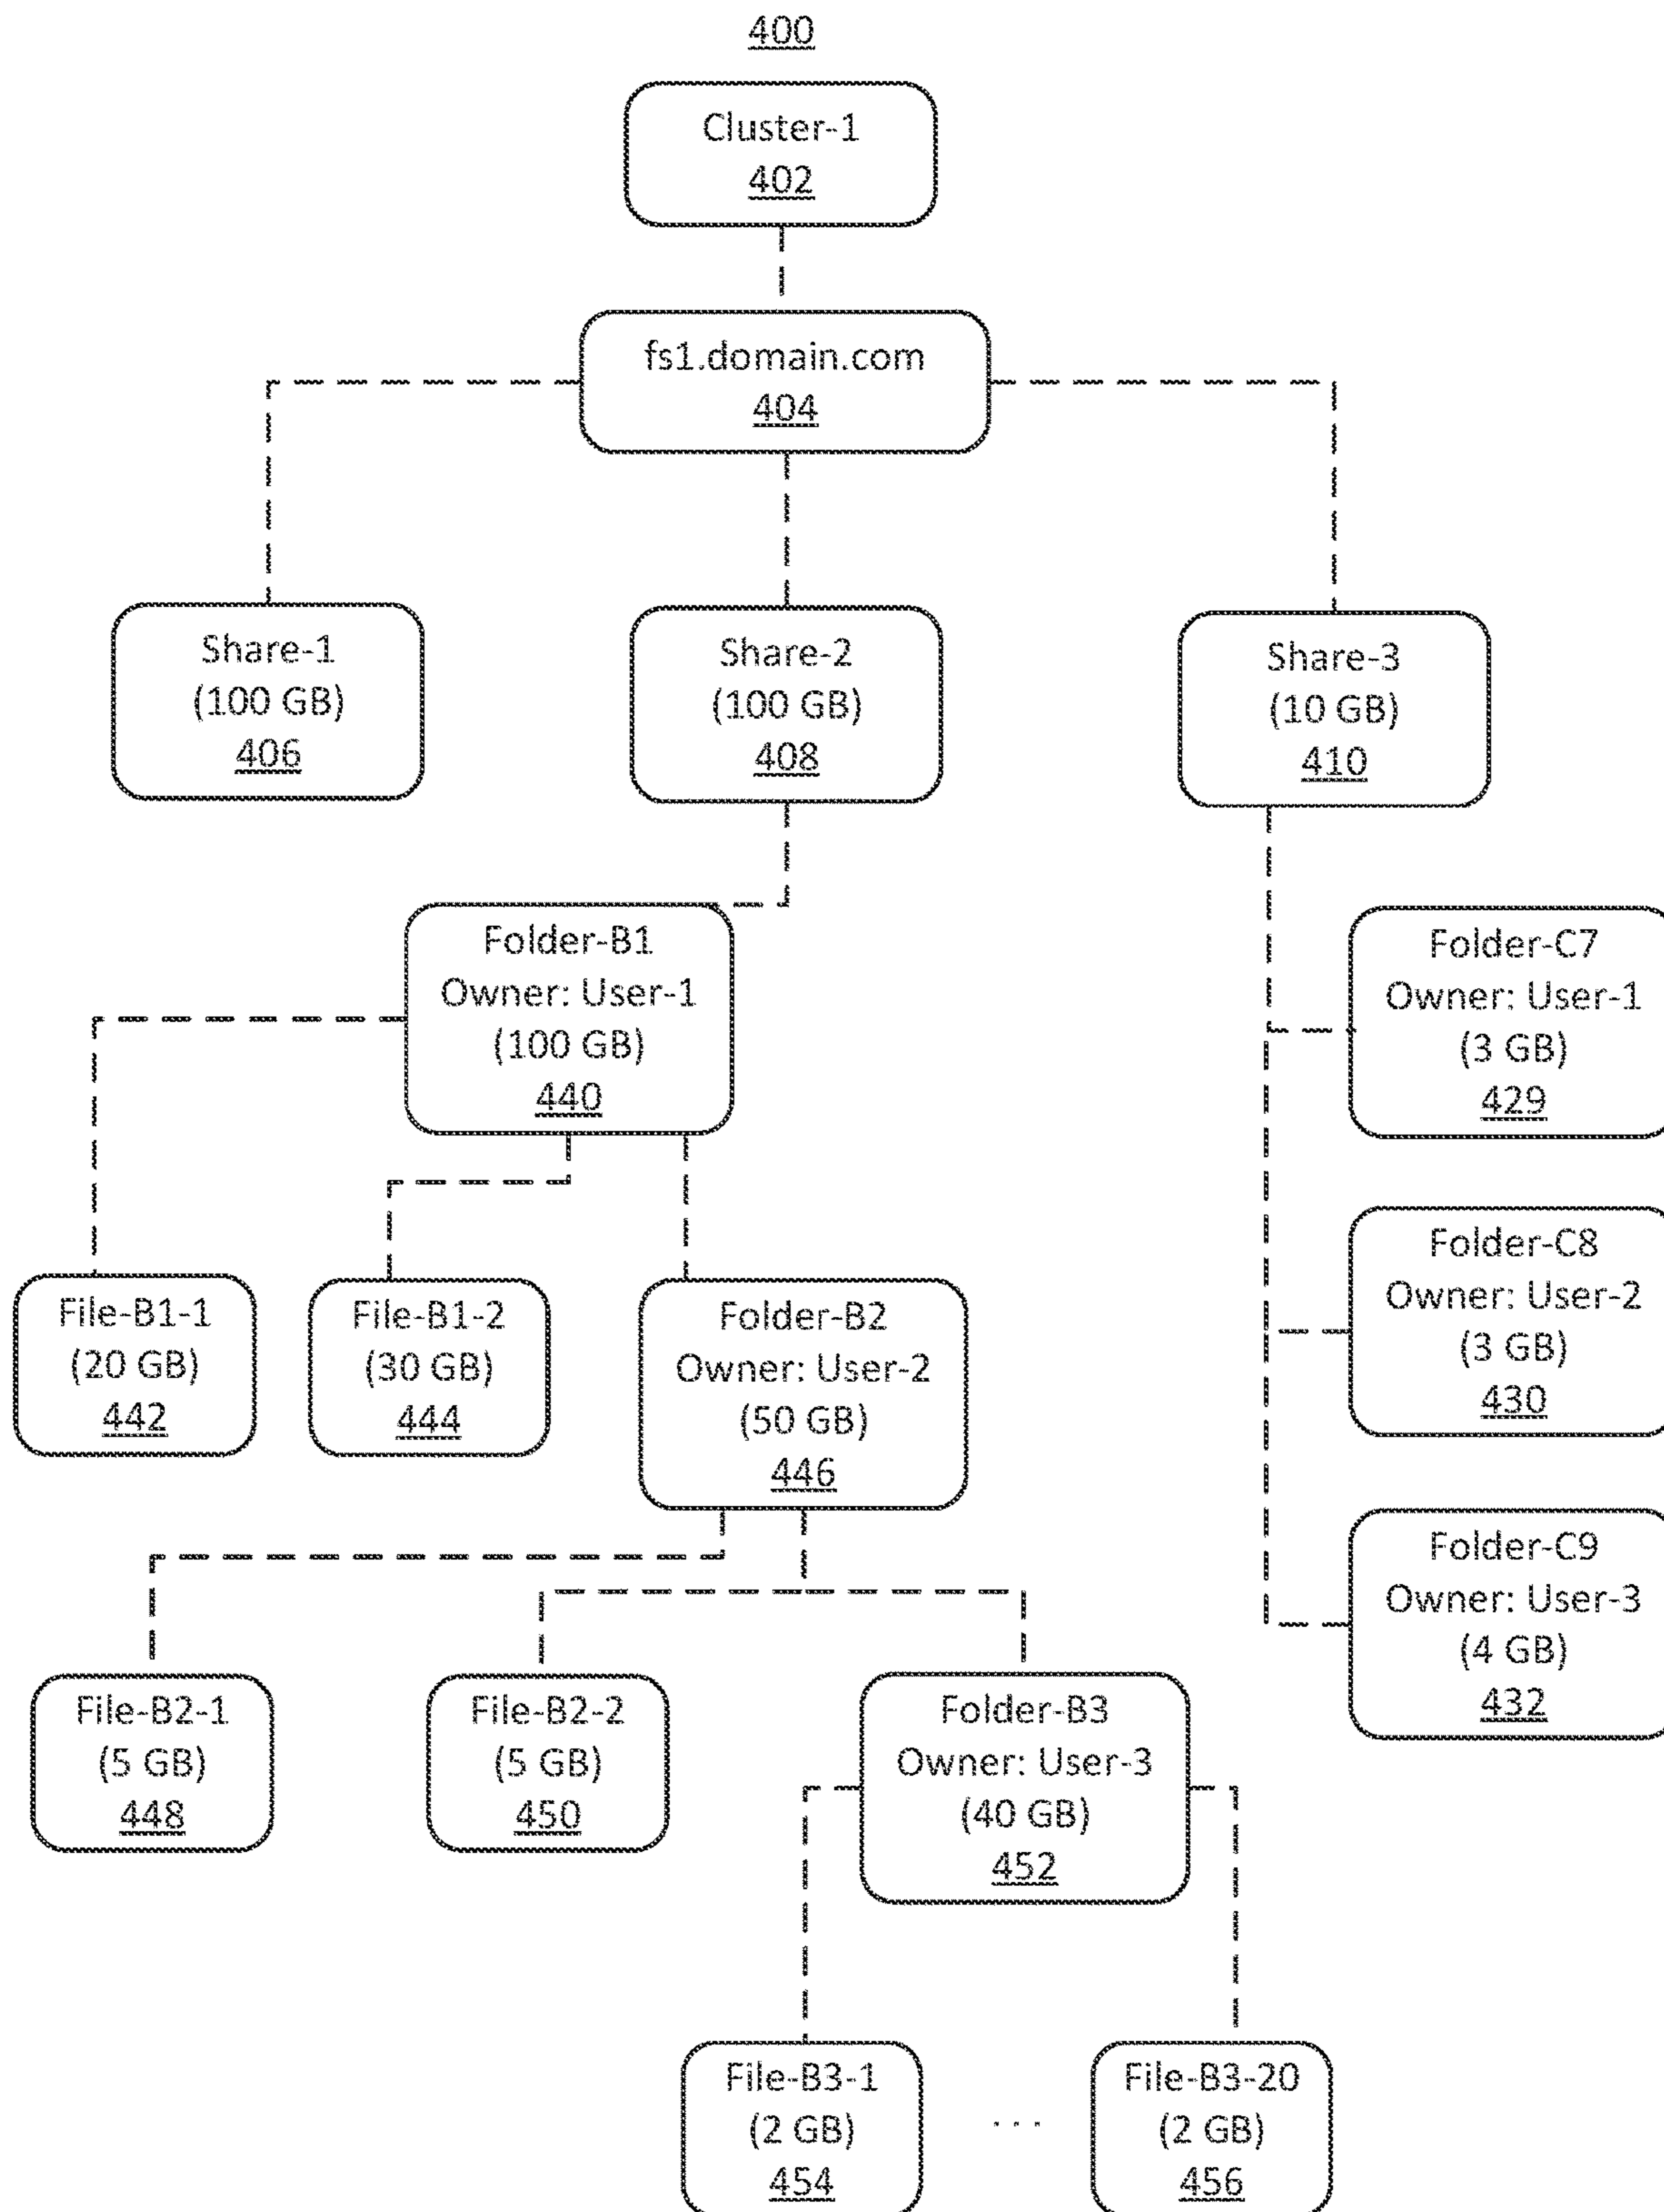 400
Cluster-1
402
fs1.domain.com
404
Share-1
(100 GB)
406
Share-2
(100 GB)
408
Share-3
(10 GB)
410
Folder-B1
Owner: User-1
(100 GB)
440
Folder-C7
Owner: User-1
(3 GB)
429
File-B1-1
(20 GB)
442
File-B1-2
(30 GB)
444
Folder-B2
Owner: User-2
(50 GB)
446
Folder-C8
Owner: User-2
(3 GB)
430
Folder-C9
Owner: User-3
(4 GB)
432
File-B2-1
(5 GB)
448
File-B2-2
(5 GB)
450
Folder-B3
Owner: User-3
(40 GB)
452
File-B3-1
(2 GB)
454
. . .
File-B3-20
(2 GB)
456